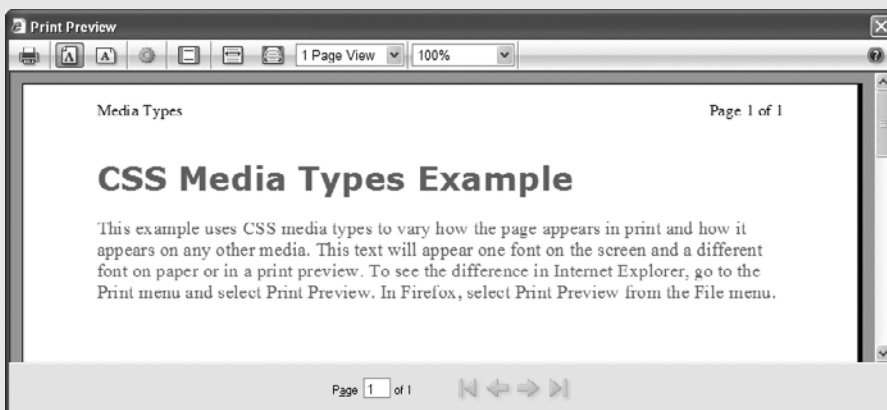 Print Preview
1 Page View 100%
Media Types Page 1 of 1
CSS Media Types Example
This example uses CSS media types to vary how the page appears in print and how it
appears on any other media. This text will appear one font on the screen and a different
font on paper or in a print preview. To see the difference in Internet Explorer, go to the
Print menu and select Print Preview. In Firefox, select Print Preview from the File menu.
Page 1 of 1